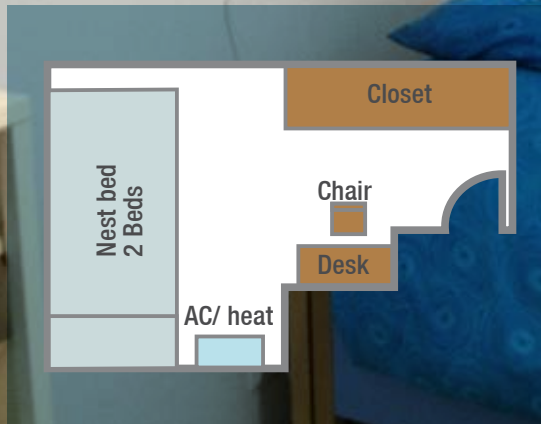 Closet
Nest bed
2 Beds
Chair
Desk
AC/ heat